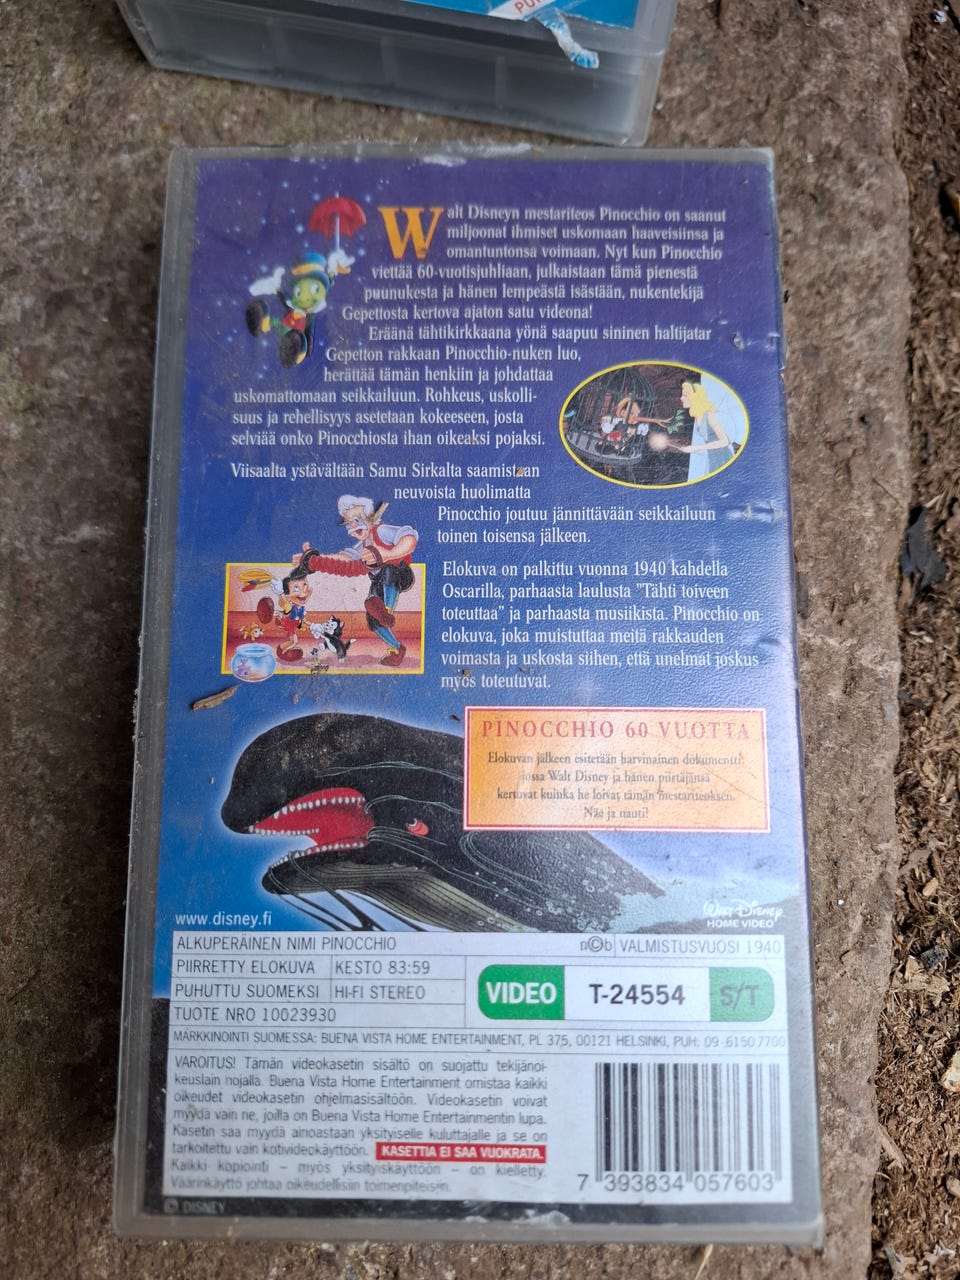 Walt Disneyn mestariteos Pinocchio on saanut
miljoonat ihmiset uskomaan haaveisiinsa ja
omantuntonsa voimaan. Nyt kun Pinocchio
viettää 60-vuotisjuhliaan, julkaistaan tämä pienestä
puunukesta ja hänen lempeästä isästään, nukentekijä
Gepettosta kertova ajaton satu videona!
Eräänä tähtikirkkaana yönä saapuu sininen haltijatar
Gepetton rakkaan Pinocchio-nuken luo,
herättää tämän henkiin ja johdattaa
uskomattomaan seikkailuun. Rohkeus, uskolli-
suus ja rehellisyys asetetaan kokeeseen, josta
selviää onko Pinocchiosta ihan oikeaksi pojaksi.
Viisaalta ystävältään Samu Sirkalta saamistaan
neuvoista huolimatta
Pinocchio joutuu jännittävään seikkailuun
toinen toisensa jälkeen.
Elokuva on palkittu vuonna 1940 kahdella
Oscarilla, parhaasta laulusta "Tähti toiveen
toteuttaa" ja parhaasta musiikista. Pinocchio on
elokuva, joka muistuttaa meitä rakkauden
voimasta ja uskosta siihen, että unelmat joskus
myös toteutuvat.
PINOCCHIO 60 VUOTTA
Elokuvan jälkeen esitetään harvinainen dokumentti!
jossa Walt Disney ja hänen piirtäjänsä
kertovat kuinka he loivat tämän mestariteoksen.
Näe ja nauti!
www.disney.fi
Walt Disney
HOME VIDEO
ALKUPERÄINEN NIMI PINOCCHIO
n©b VALMISTUSVUOSI 1940
PIIRRETTY ELOKUVA KESTO 83:59
PUHUTTU SUOMEKSI HI-FI STEREO
TUOTE NRO 10023930
VIDEO T-24554 S/T
MARKKINOINTI SUOMESSA: BUENA VISTA HOME ENTERTAINMENT, PL 375, 00121 HELSINKI, PUH: 09-6150 7700
VAROITUS! Tämän videokasetin sisältö on suojattu tekijänoi-
keuslain nojalla. Buena Vista Home Entertainment omistaa kaikki
oikeudet videokasetin ohjelmasisältöön. Videokasetin voivat
myydä vain ne, joilla on Buena Vista Home Entertainmentin lupa.
Kasetin saa myydä ainoastaan yksityiselle kuluttajalle ja se on
tarkoitettu vain kotivideokäyttöön. KASETTIA EI SAA VUOKRATA.
Kaikki kopiointi – myös yksityiskäyttöön – on kielletty.
Väärinkäyttö johtaa oikeudellisiin toimenpiteisiin.
7 393834 057603
© DISNEY